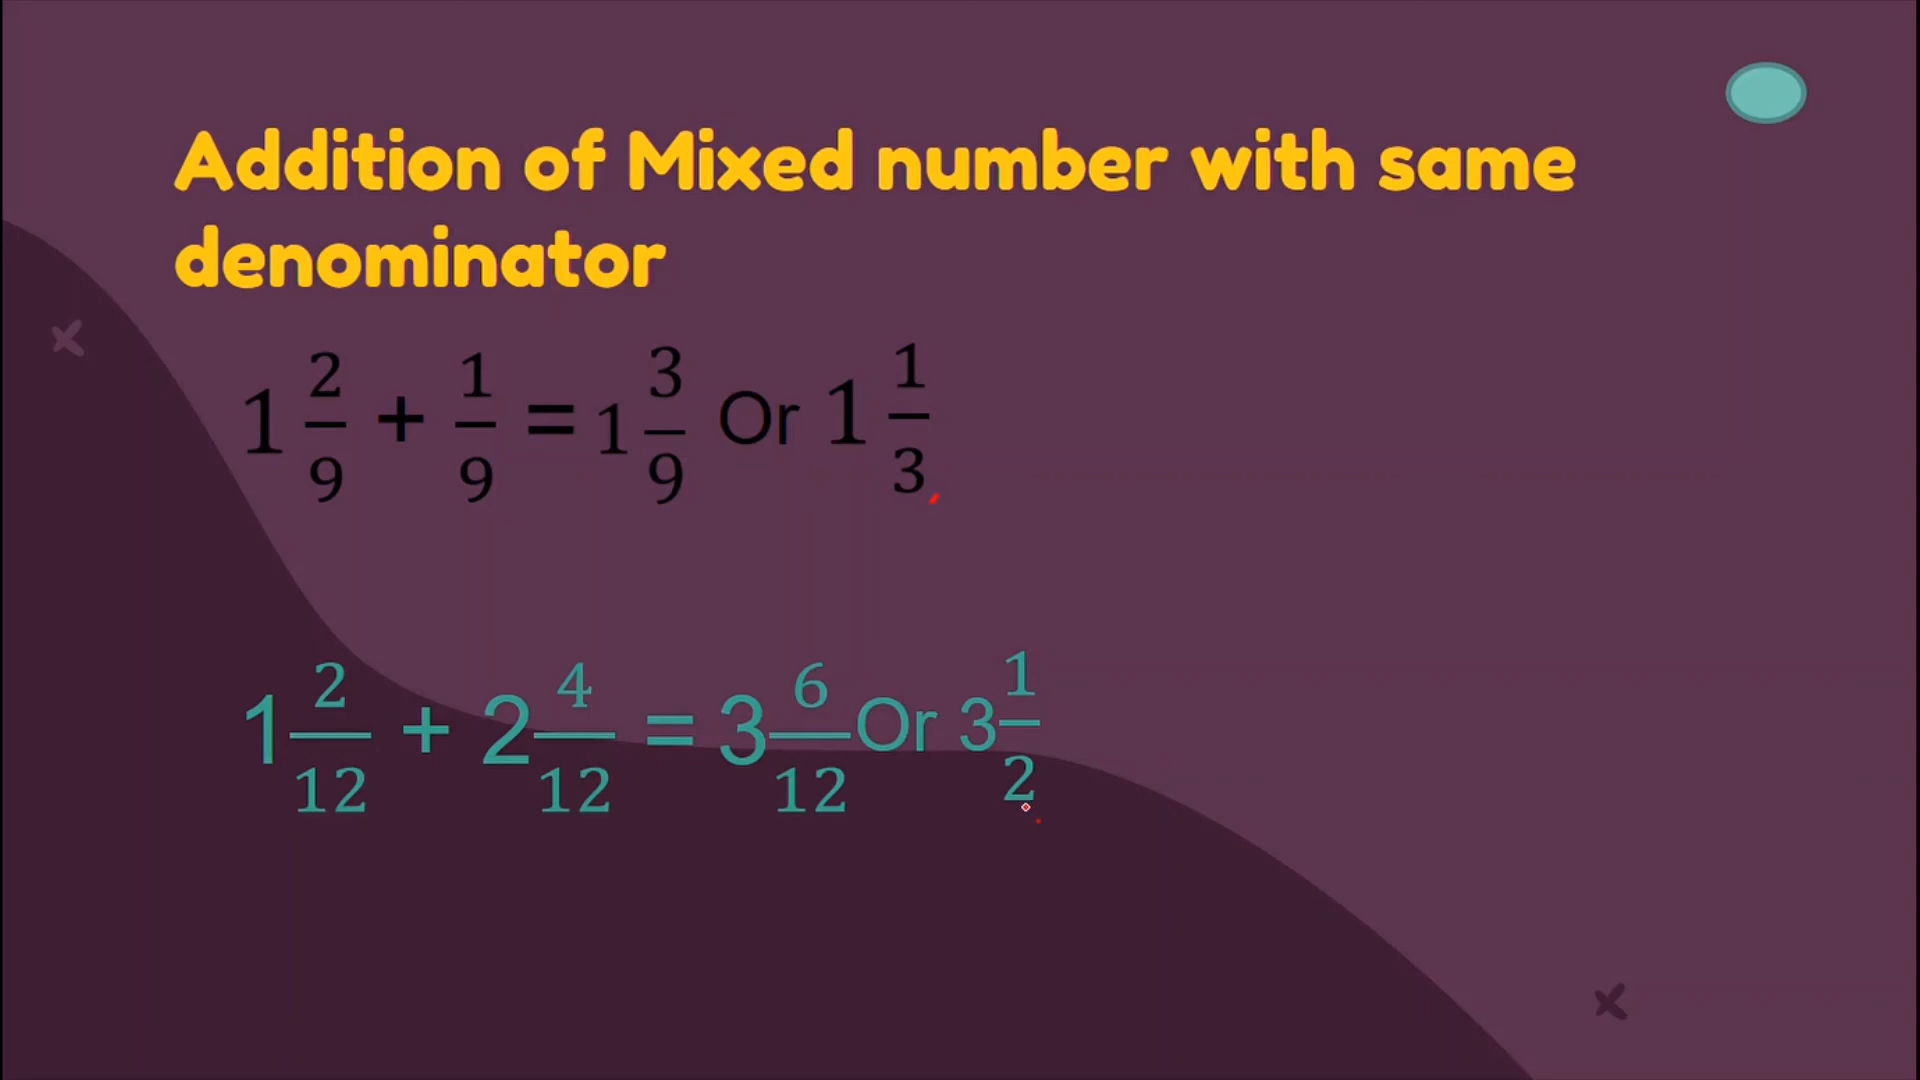 Addition of Mixed number with same
denominator
1 2/9 + 1/9 = 1 3/9 Or 1 1/3
1 2/12 + 2 4/12 = 3 6/12 Or 3 1/2